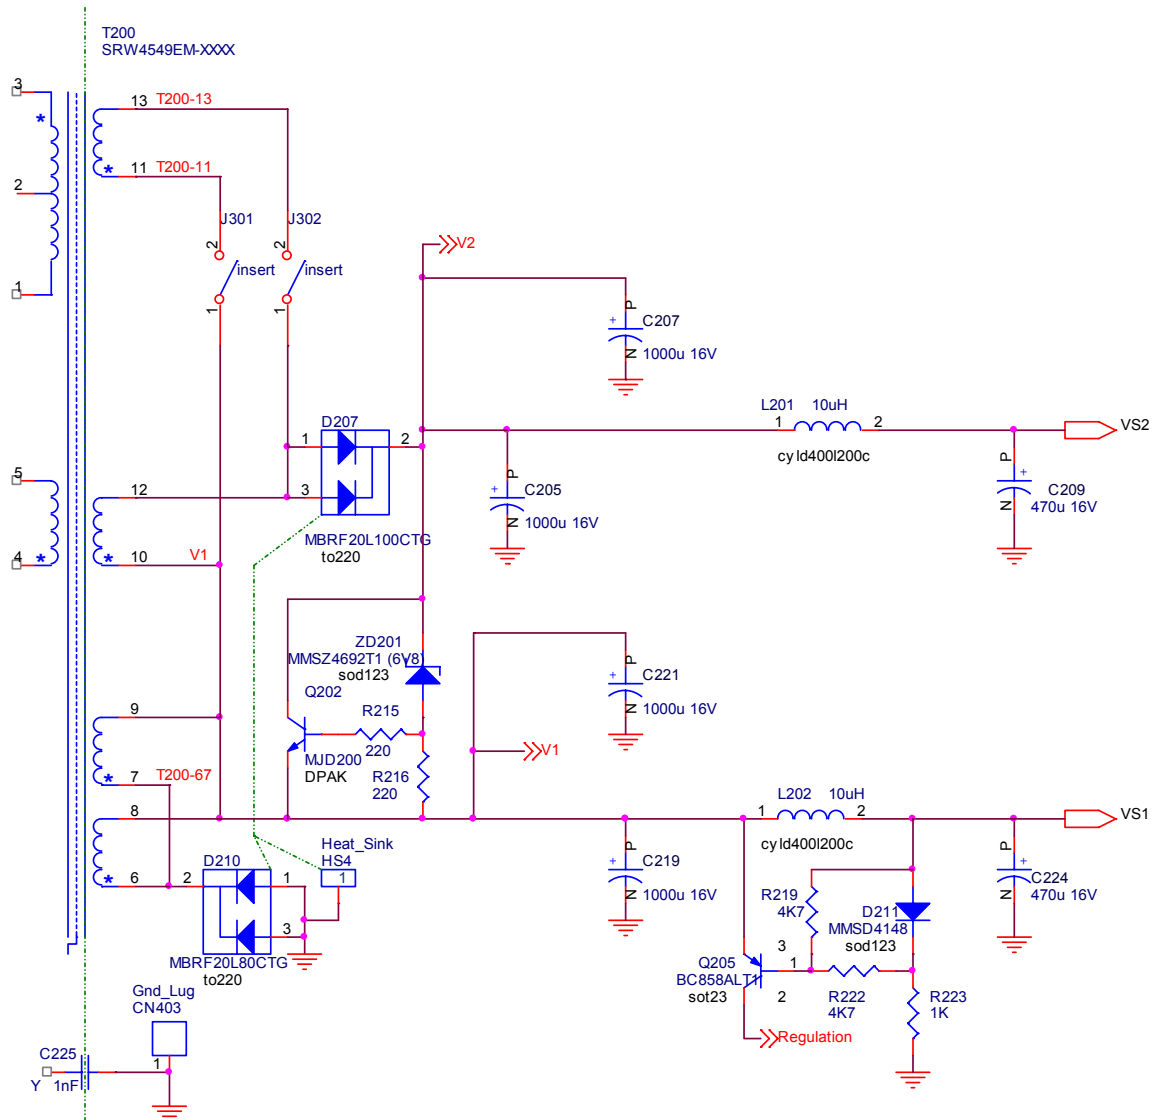 T200
SRW4549EM-XXXX
3
13 T200-13
*
11 T200-11
*
2
J301
J302
2
2
V2
insert
insert
1
1
1
P
+
C207
N
1000u 16V
L201 10uH
D207
1
2
VS2
1
2
cyld400l200c
P
5
12
3
P
+
C205
+
C209
N
1000u 16V
N
470u 16V
MBRF20L100CTG
to220
4
*
*
10
V1
ZD201
MMSZ4692T1 (6V8)
sod123
P
+
C221
Q202
N
1000u 16V
9
R215
220
V1
MJD200
DPAK
R216
220
*
7
T200-67
L202 10uH
8
1
2
VS1
cyld400l200c
Heat_Sink
HS4
P
P
D210
+
C219
+
C224
*
6
2
1
1
N
1000u 16V
N
470u 16V
R219
4K7
D211
MMSD4148
sod123
3
3
MBRF20L80CTG
to220
Q205
BC858ALT1
sot23
1
2
R222
4K7
R223
1K
Gnd_Lug
CN403
Regulation
C225
1
Y 1nF